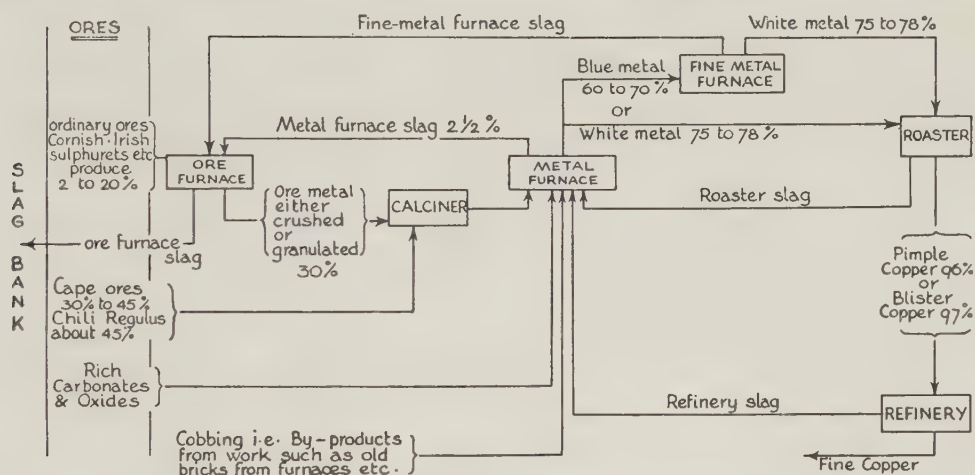 ORES
Fine-metal furnace slag
White metal 75 to 78%
FINE METAL
FURNACE
Blue metal
60 to 70%
or
White metal 75 to 78%
ROASTER
ordinary ores
Cornish·Irish
sulphurets etc
produce
2 to 20%
ORE
FURNACE
Metal furnace slag 2 1/2 %
METAL
FURNACE
Ore metal
either
crushed
or
granulated
30%
CALCINER
Roaster slag
SLAG BANK
ore furnace
slag
Pimple
Copper 96%
or
Blister
Copper 97%
Cape ores
30% to 45%
Chili Regulus
about 45%
Rich
Carbonates
& Oxides
Refinery slag
REFINERY
Cobbing i.e. By-products
from work such as old
bricks from furnaces etc.
Fine Copper